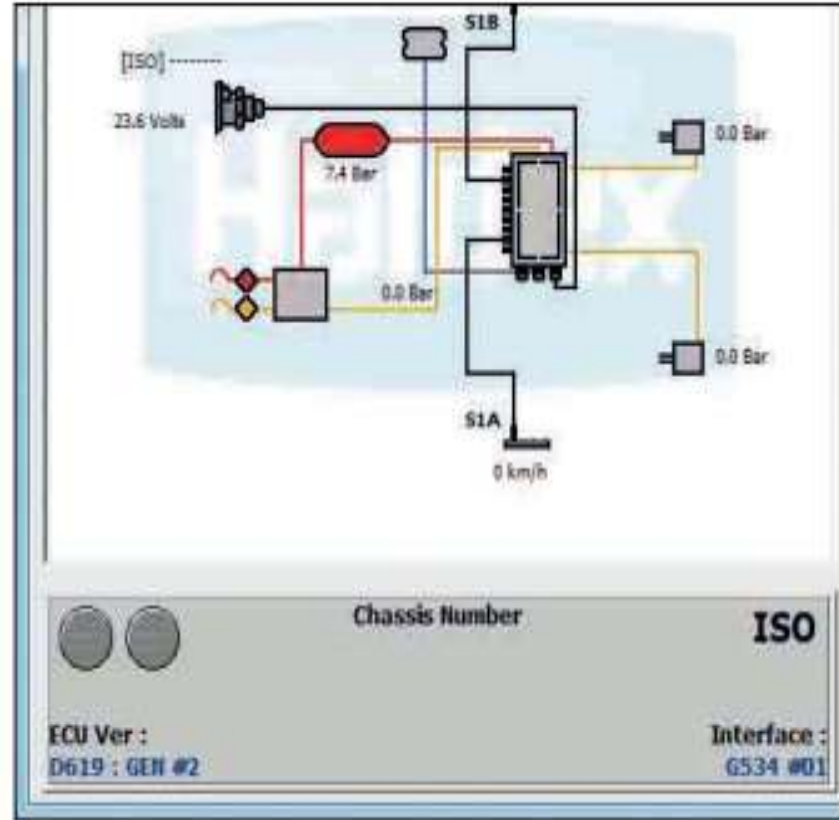 S1B
[ISO]
23.6 Volts
0.0 Bar
7.4 Bar
0.0 Bar
0.0 Bar
S1A
0 km/h
Chassis Number
ISO
ECU Ver :
Interface :
D619 : GEN #2
G534 #01